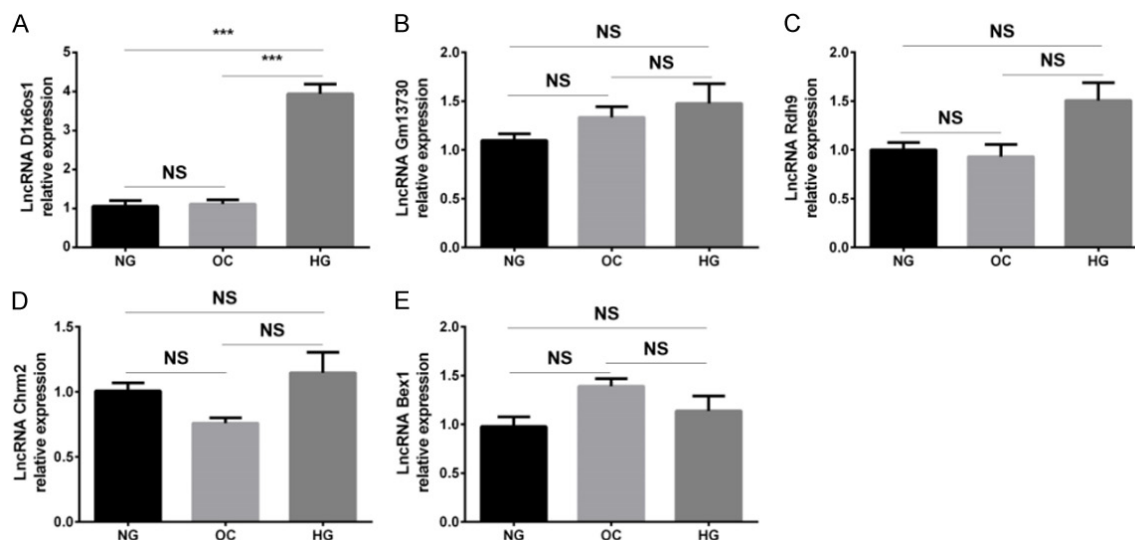 A
LncRNA D1x6os1
relative expression
5
4
3
2
1
0
***
***
NS
NG
OC
HG
B
LncRNA Gm13730
relative expression
2.0
1.5
1.0
0.5
0.0
NS
NS
NS
NG
OC
HG
C
LncRNA Rdh9
relative expression
2.0
1.5
1.0
0.5
0.0
NS
NS
NS
NG
OC
HG
D
LncRNA Chrm2
relative expression
1.5
1.0
0.5
0.0
NS
NS
NS
NG
OC
HG
E
LncRNA Bex1
relative expression
2.0
1.5
1.0
0.5
0.0
NS
NS
NS
NG
OC
HG